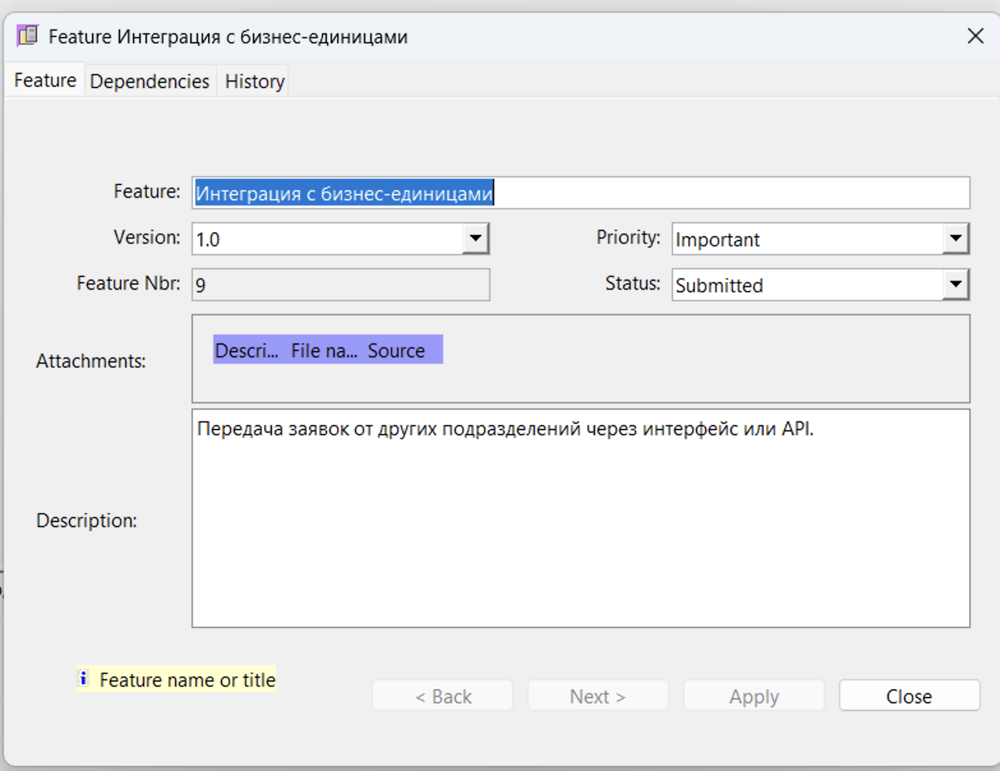 Feature Интеграция с бизнес-единицами
Feature Dependencies History
Feature: Интеграция с бизнес-единицами
Version: 1.0 Priority: Important
Feature Nbr: 9 Status: Submitted
Attachments: Descri... File na... Source
Передача заявок от других подразделений через интерфейс или API.
Description:
i Feature name or title
< Back Next > Apply Close